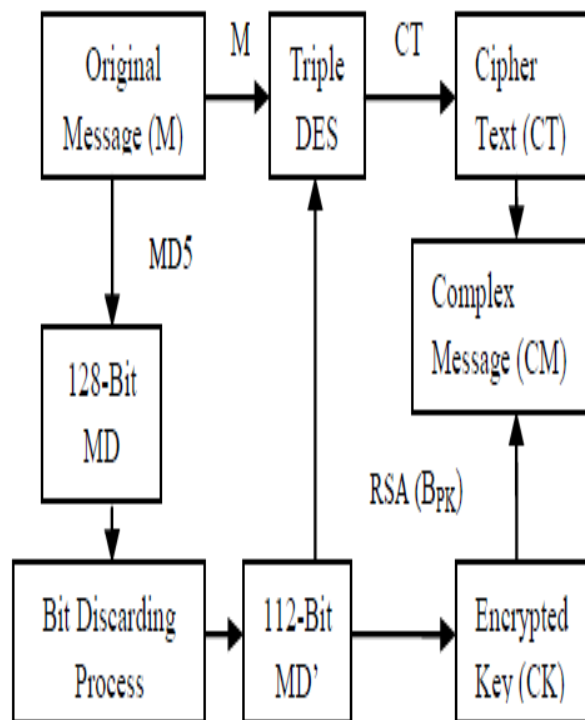 Original
Message (M)
M
Triple
DES
CT
Cipher
Text (CT)
MD5
Complex
Message (CM)
128-Bit
MD
RSA (BPK)
Bit Discarding
Process
112-Bit
MD’
Encrypted
Key (CK)